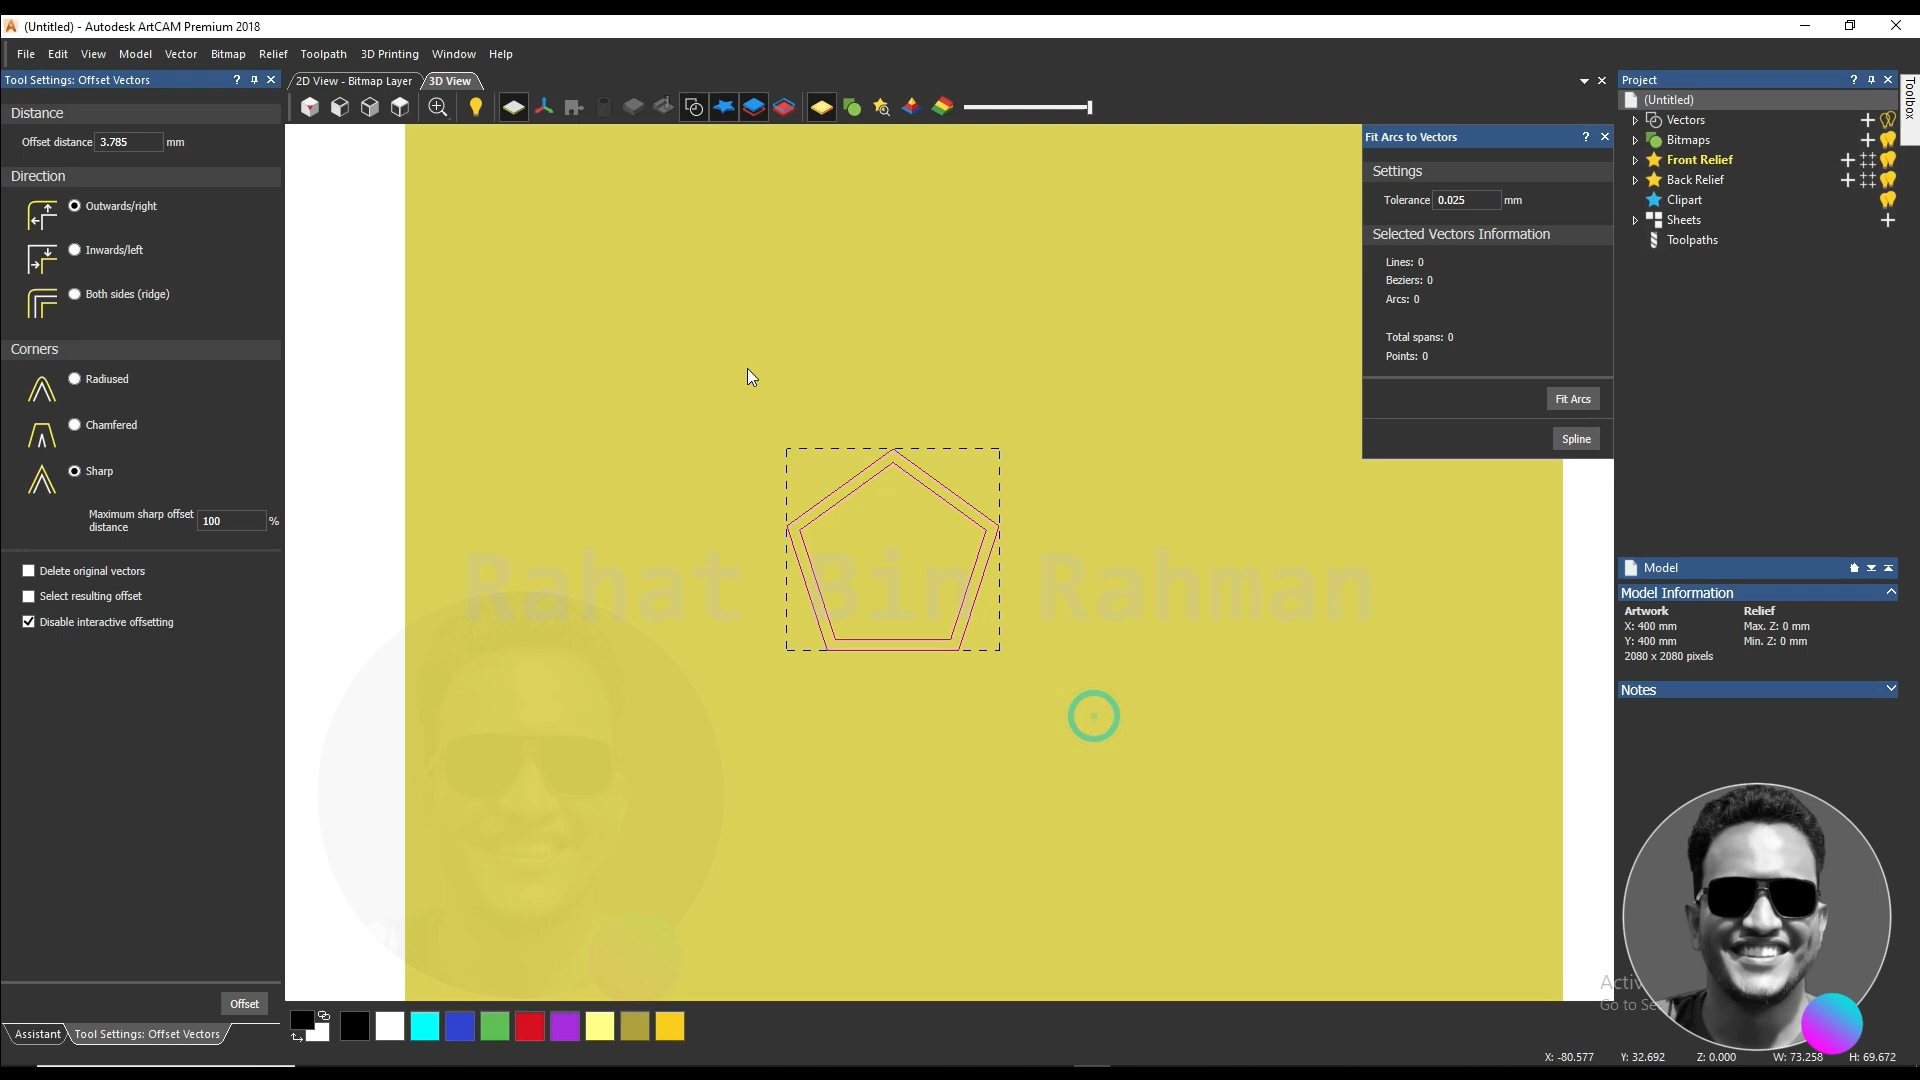 (Untitled) - Autodesk ArtCAM Premium 2018
File Edit View Model Vector Bitmap Relief Toolpath 3D Printing Window Help
Tool Settings: Offset Vectors ?
Distance
Offset distance 3.785 mm
Direction
Outwards/right
Inwards/left
Both sides (ridge)
Corners
Radiused
Chamfered
Sharp
Maximum sharp offset
distance
100 %
Delete original vectors
Select resulting offset
Disable interactive offsetting
Offset
Assistant Tool Settings: Offset Vectors
2D View - Bitmap Layer 3D View
Rahat Bin Rahman
Fit Arcs to Vectors ?
Settings
Tolerance 0.025 mm
Selected Vectors Information
Lines: 0
Beziers: 0
Arcs: 0
Total spans: 0
Points: 0
Fit Arcs
Spline
Project ?
Toolbox
(Untitled)
Vectors
Bitmaps
Front Relief
Back Relief
Clipart
Sheets
Toolpaths
Model
Model Information
Artwork Relief
X: 400 mm Max. Z: 0 mm
Y: 400 mm Min. Z: 0 mm
2080 x 2080 pixels
Notes
Go to Se
X: -80.577 Y: 32.692 Z: 0.000 W: 73.258 H: 69.672